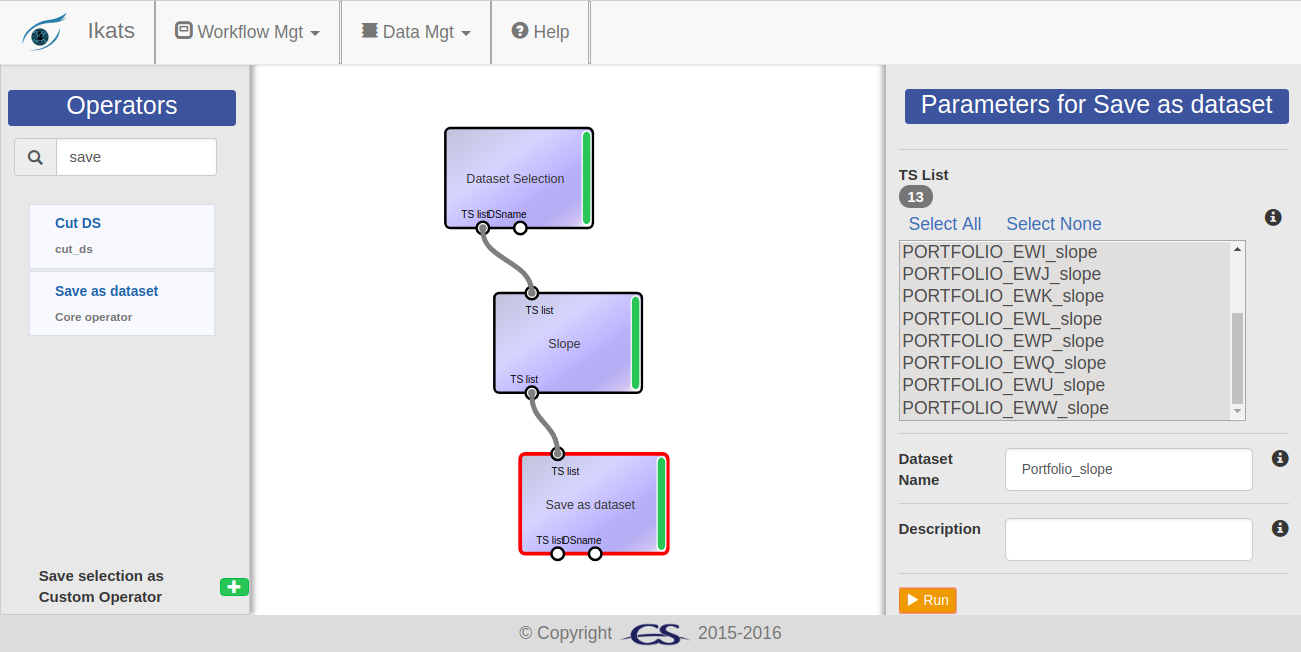 Ikats
Workflow Mgt
Data Mgt
Help
Operators
save
Cut DS
cut_ds
Save as dataset
Core operator
Save selection as
Custom Operator
Dataset Selection
TS list DSname
TS list
Slope
TS list
TS list
Save as dataset
TS list DSname
Parameters for Save as dataset
TS List
13
Select All Select None
PORTFOLIO_EWI_slope
PORTFOLIO_EWJ_slope
PORTFOLIO_EWK_slope
PORTFOLIO_EWL_slope
PORTFOLIO_EWP_slope
PORTFOLIO_EWQ_slope
PORTFOLIO_EWU_slope
PORTFOLIO_EWW_slope
Dataset
Name
Portfolio_slope
Description
Run
© Copyright CS 2015-2016